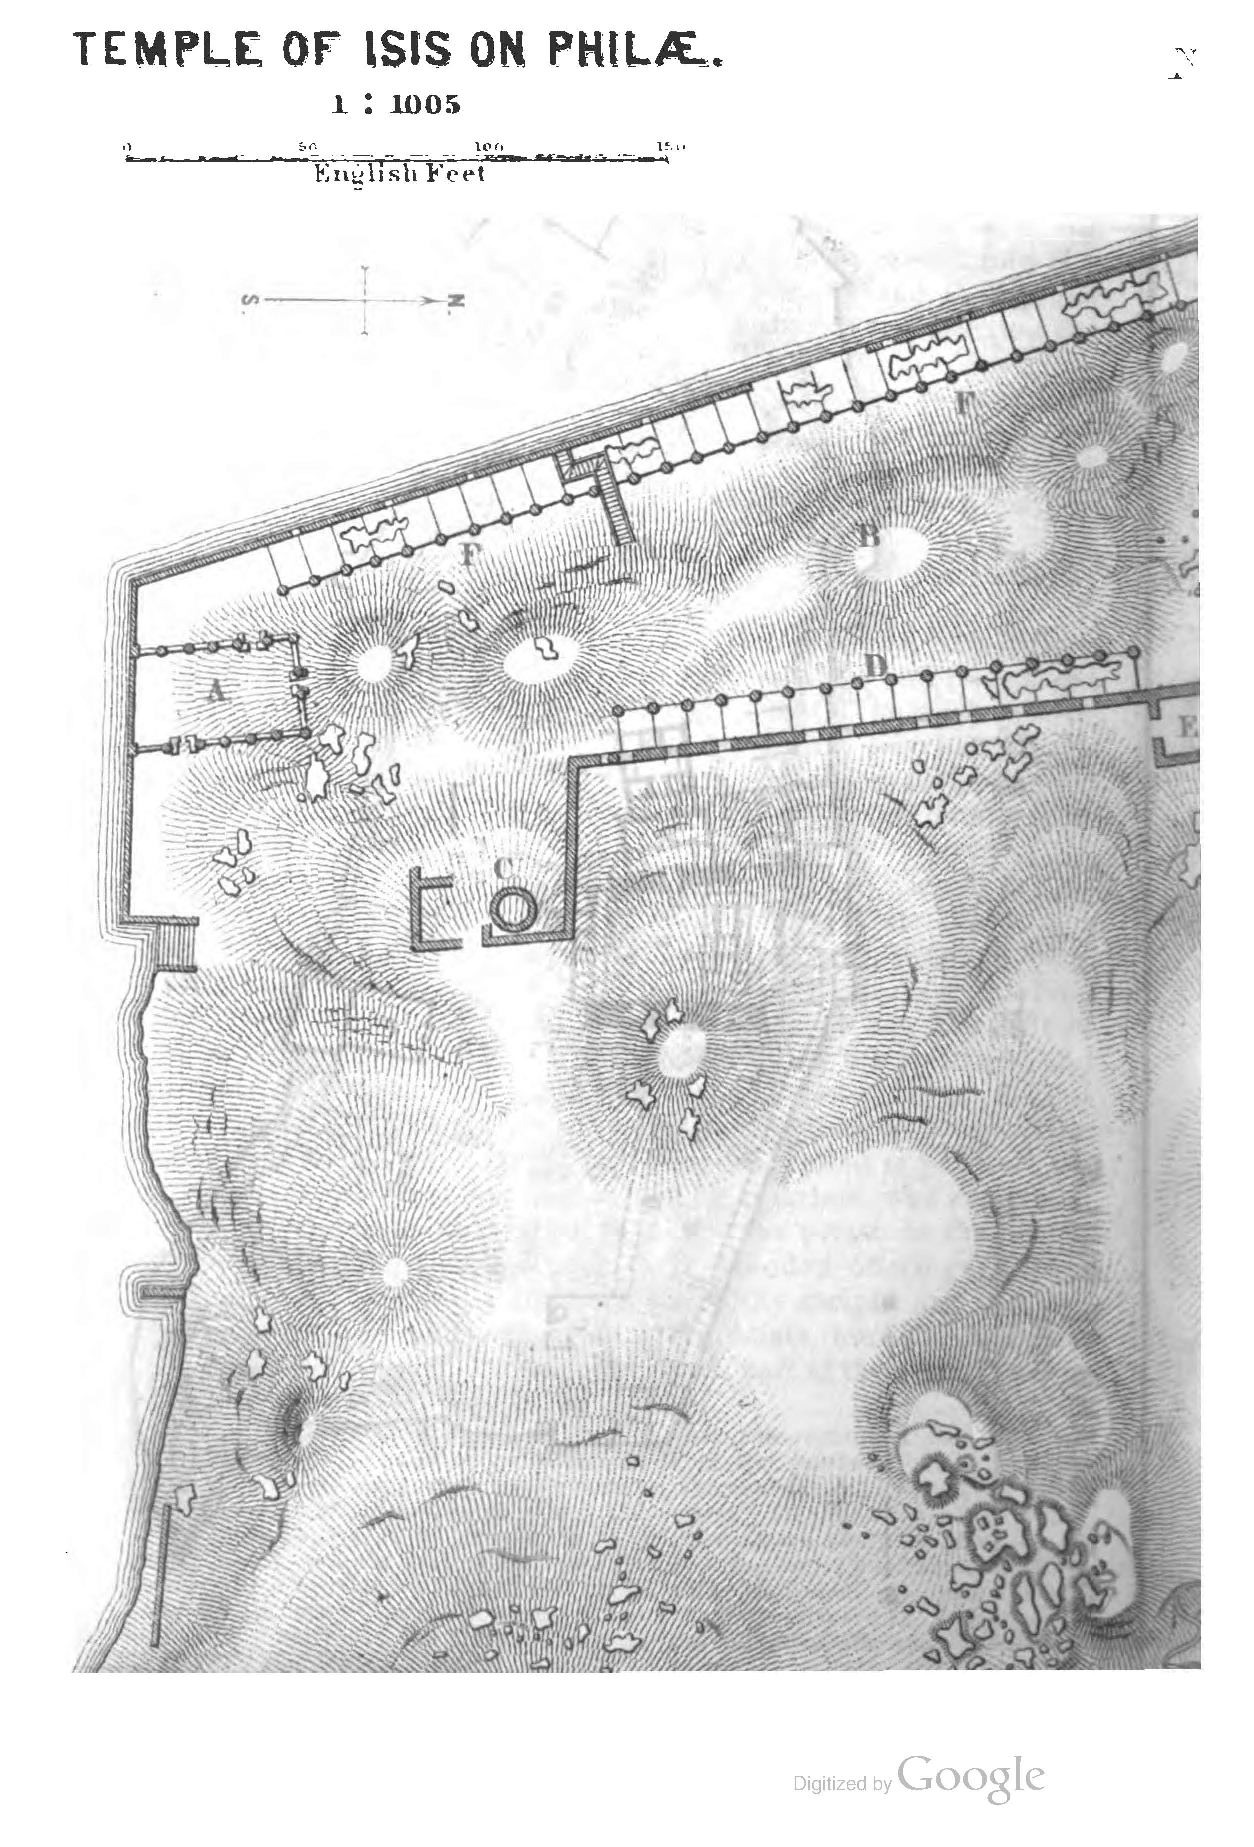 TEMPLE OF ISIS ON PHILÆ.
1 : 1005
0 50 100 150
English Feet
S. N.
F
F
B
A
D
E
C
Digitized by Google